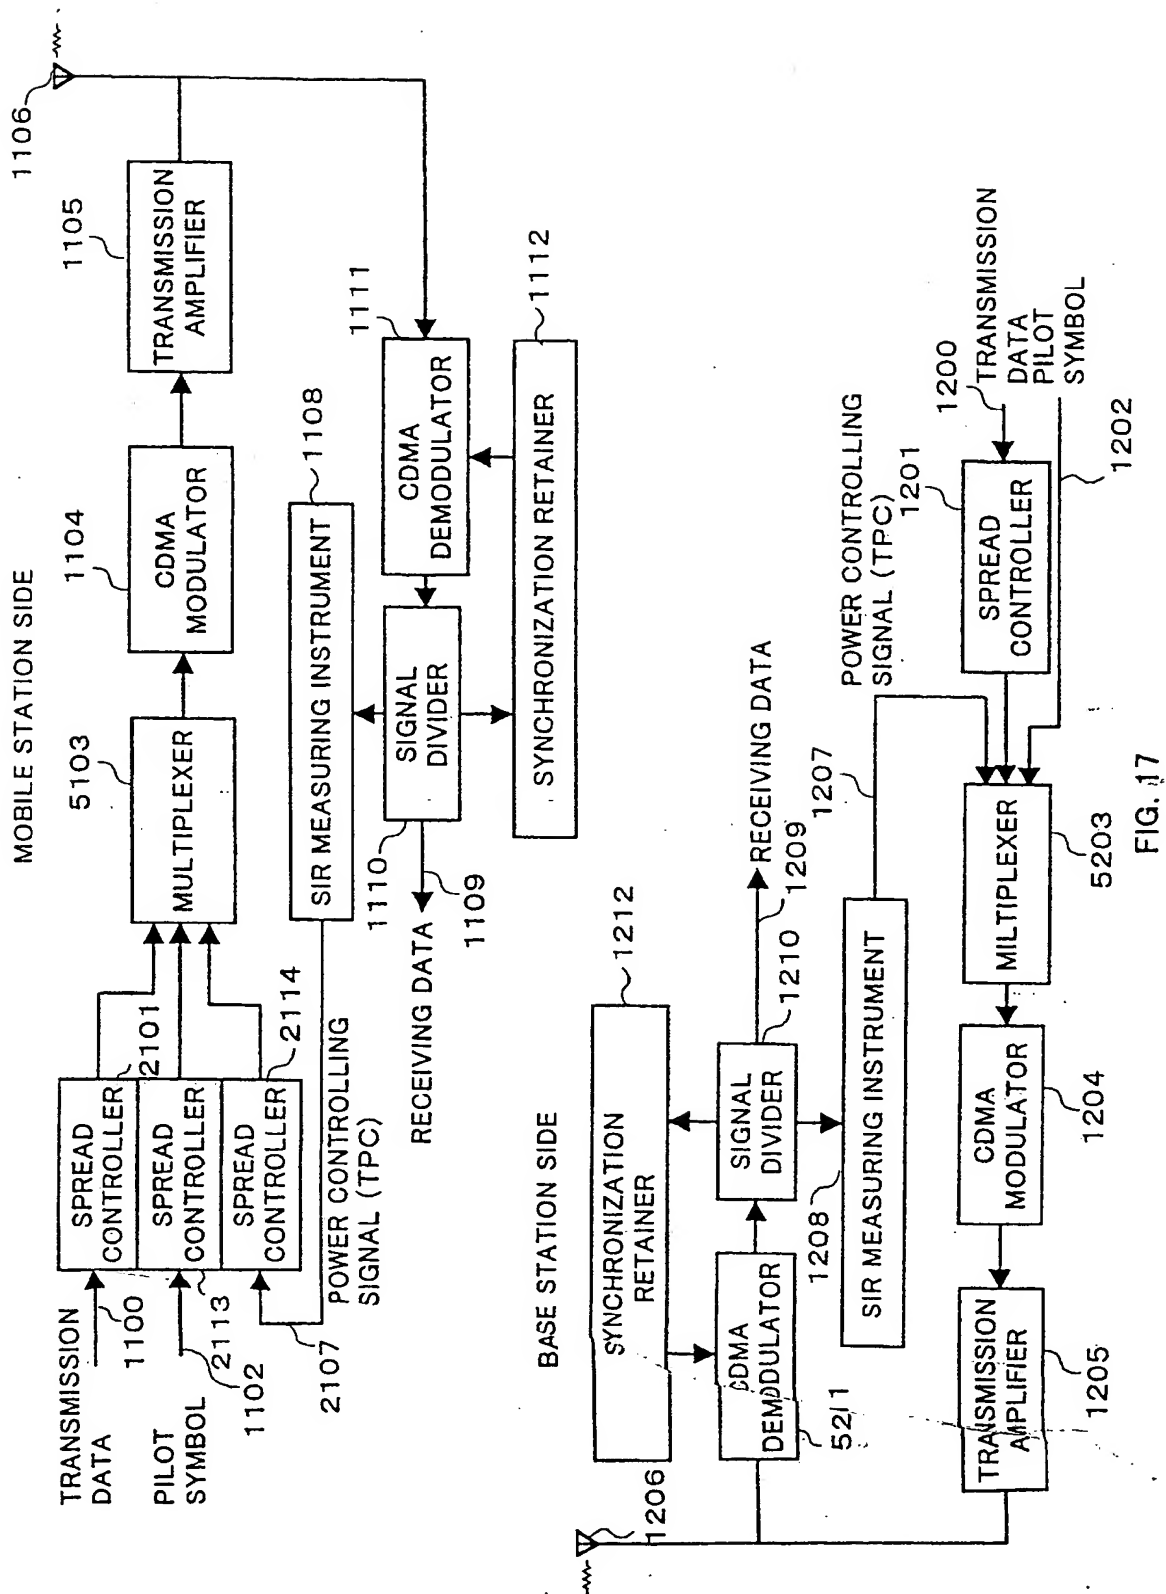 MOBILE STATION SIDE
TRANSMISSION
DATA
1100
PILOT
SYMBOL
1102
2113
2107
SPREAD
CONTROLLER
2101
SPREAD
CONTROLLER
SPREAD
CONTROLLER
2114
POWER CONTROLLING
SIGNAL (TPC)
5103
MULTIPLEXER
1104
CDMA
MODULATOR
1105
TRANSMISSION
AMPLIFIER
1106
1108
SIR MEASURING INSTRUMENT
1110
SIGNAL
DIVIDER
1109
RECEIVING DATA
1111
CDMA
DEMODULATOR
1112
SYNCHRONIZATION RETAINER
BASE STATION SIDE
1206
1212
SYNCHRONIZATION
RETAINER
CDMA
DEMODULATOR
5211
SIGNAL
DIVIDER
1210
1209
RECEIVING DATA
1208
SIR MEASURING INSTRUMENT
1207
POWER CONTROLLING
SIGNAL (TPC)
1201
SPREAD
CONTROLLER
1200
TRANSMISSION
DATA
PILOT
SYMBOL
1202
MILTIPLEXER
5203
CDMA
MODULATOR
1204
TRANSMISSION
AMPLIFIER
1205
FIG. 17